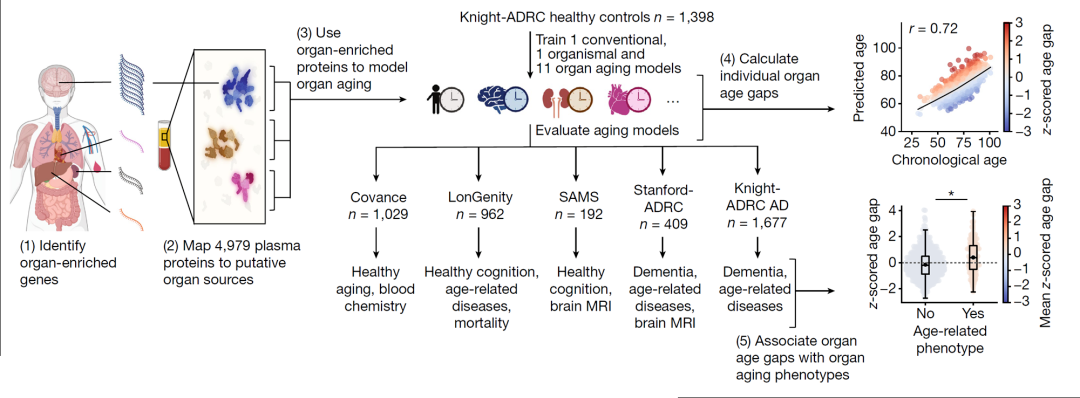 Knight-ADRC healthy controls n = 1,398
(3) Use
organ-enriched
proteins to model
organ aging
Train 1 conventional,
1 organismal and
11 organ aging models
(4) Calculate
individual organ
age gaps
...
Evaluate aging models
(1) Identify
organ-enriched
genes
(2) Map 4,979 plasma
proteins to putative
organ sources
Covance
n = 1,029
LonGenity
n = 962
SAMS
n = 192
Stanford-
ADRC
n = 409
Knight-
ADRC AD
n = 1,677
Healthy
aging, blood
chemistry
Healthy cognition,
age-related
diseases,
mortality
Healthy
cognition,
brain MRI
Dementia,
age-related
diseases,
brain MRI
Dementia,
age-related
diseases
(5) Associate organ
age gaps with organ
aging phenotypes
r = 0.72
Predicted age
100
80
60
40
25 50 75 100
Chronological age
3
2
1
0
−1
−2
−3
z-scored age gap
*
z-scored age gap
4
2
0
−2
No Yes
Age-related
phenotype
3
2
1
0
−1
−2
−3
Mean z-scored age gap